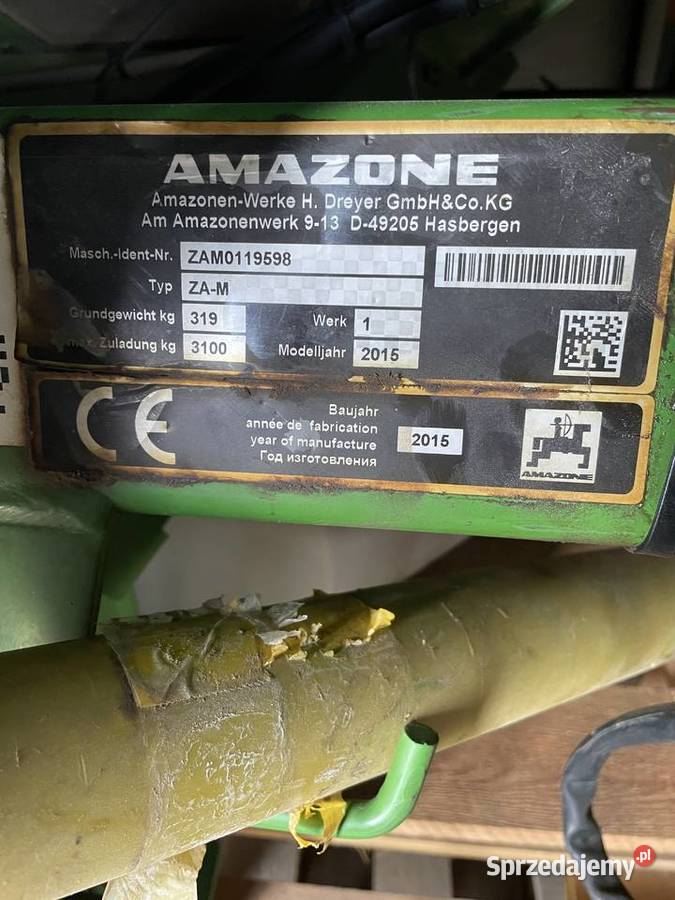 AMAZONE
Amazonen-Werke H. Dreyer GmbH&Co.KG
Am Amazonenwerk 9-13 D-49205 Hasbergen
Masch.-Ident-Nr. ZAM0119598
Typ ZA-M
Grundgewicht kg 319 Werk 1
Zuladung kg 3100 Modelljahr 2015
CE
Baujahr
année de fabrication
year of manufacture
Год изготовления
2015
AMAZONE
Sprzedajemy.pl